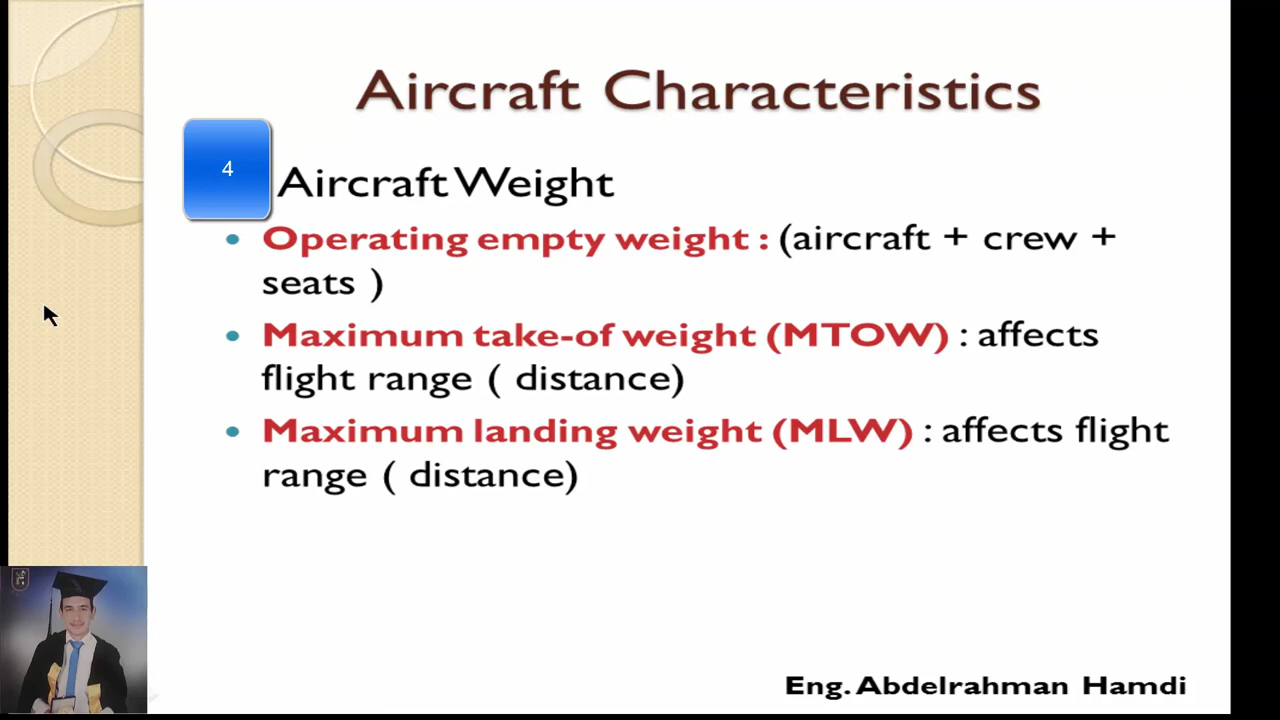 Aircraft Characteristics
4
Aircraft Weight
• Operating empty weight : (aircraft + crew +
seats )
• Maximum take-of weight (MTOW) : affects
flight range ( distance)
• Maximum landing weight (MLW) : affects flight
range ( distance)
Eng. Abdelrahman Hamdi